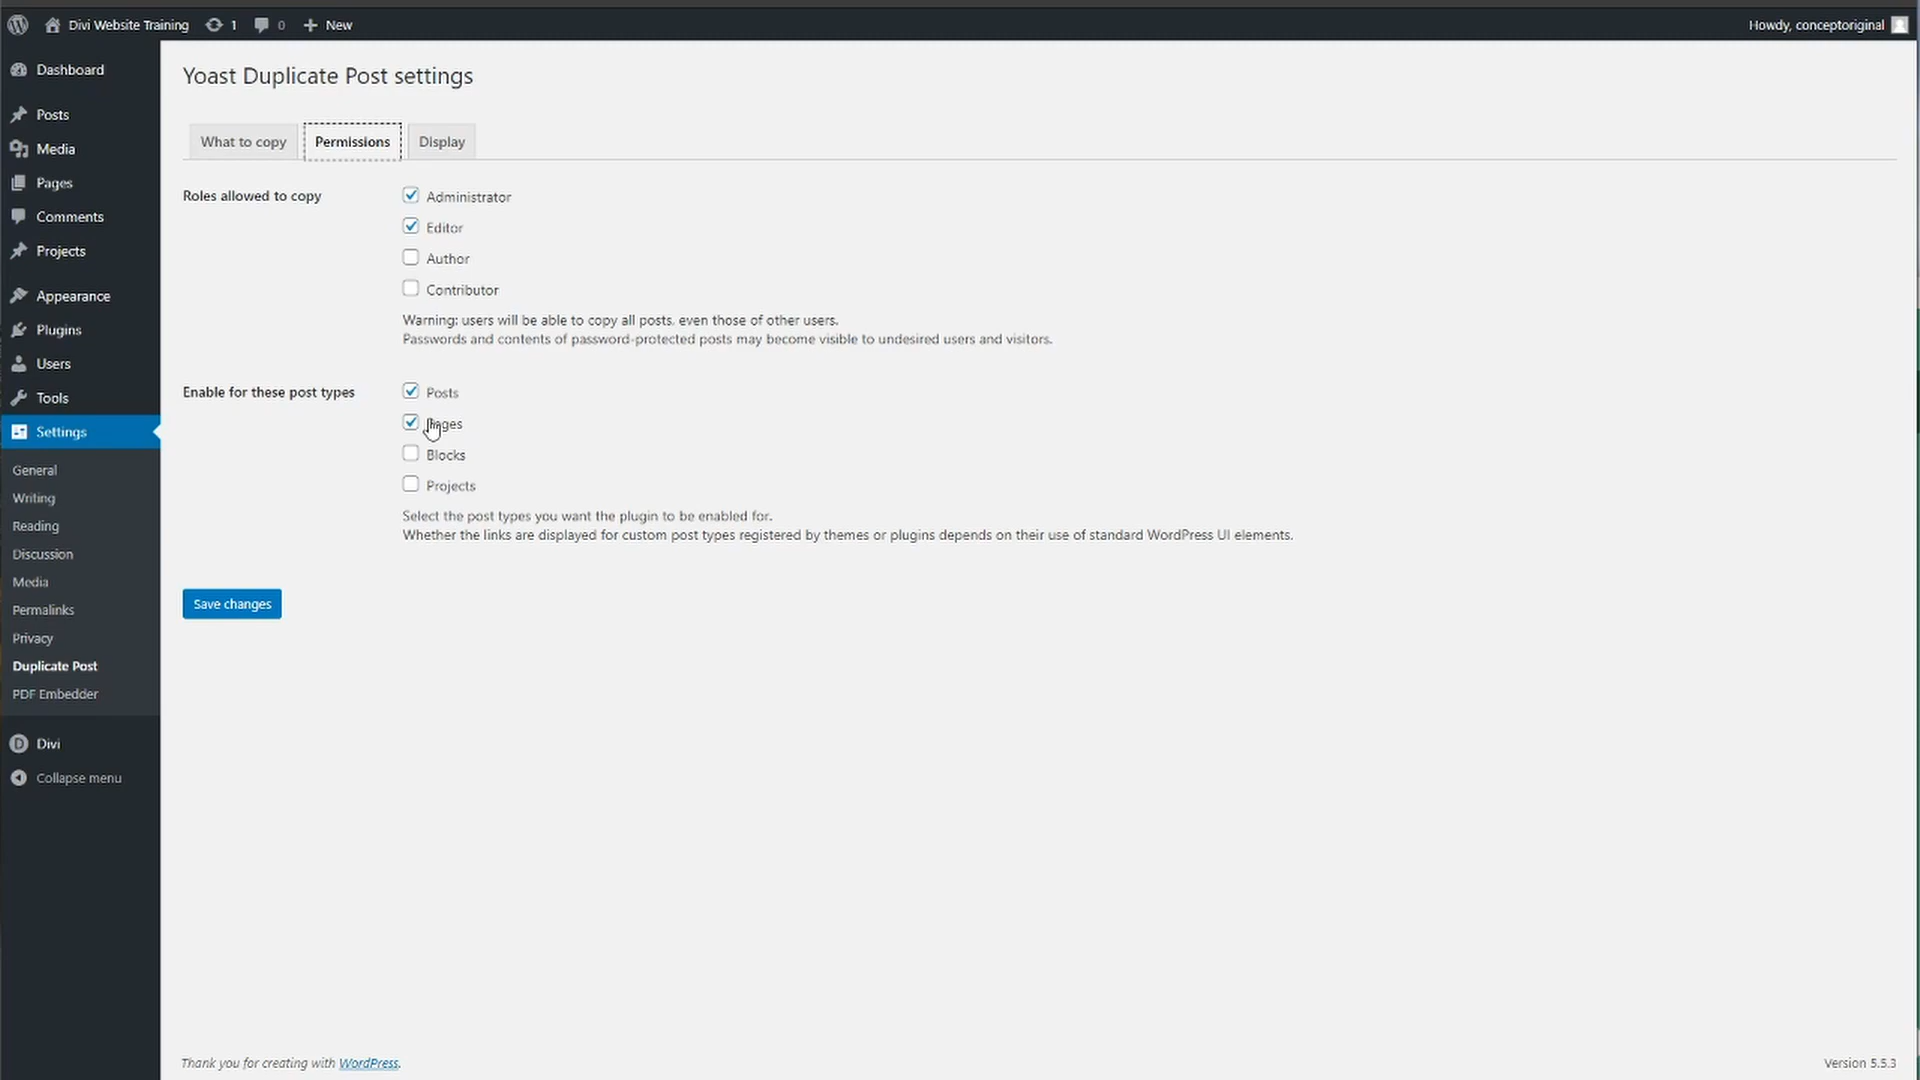 Divi Website Training 1 0 New Howdy, conceptoriginal
Dashboard
Posts
Media
Pages
Comments
Projects
Appearance
Plugins
Users
Tools
Settings
General
Writing
Reading
Discussion
Media
Permalinks
Privacy
Duplicate Post
PDF Embedder
Divi
Collapse menu
Yoast Duplicate Post settings
What to copy Permissions Display
Roles allowed to copy
Administrator
Editor
Author
Contributor
Warning: users will be able to copy all posts, even those of other users.
Passwords and contents of password-protected posts may become visible to undesired users and visitors.
Enable for these post types
Posts
Pages
Blocks
Projects
Select the post types you want the plugin to be enabled for.
Whether the links are displayed for custom post types registered by themes or plugins depends on their use of standard WordPress UI elements.
Save changes
Thank you for creating with WordPress. Version 5.5.3